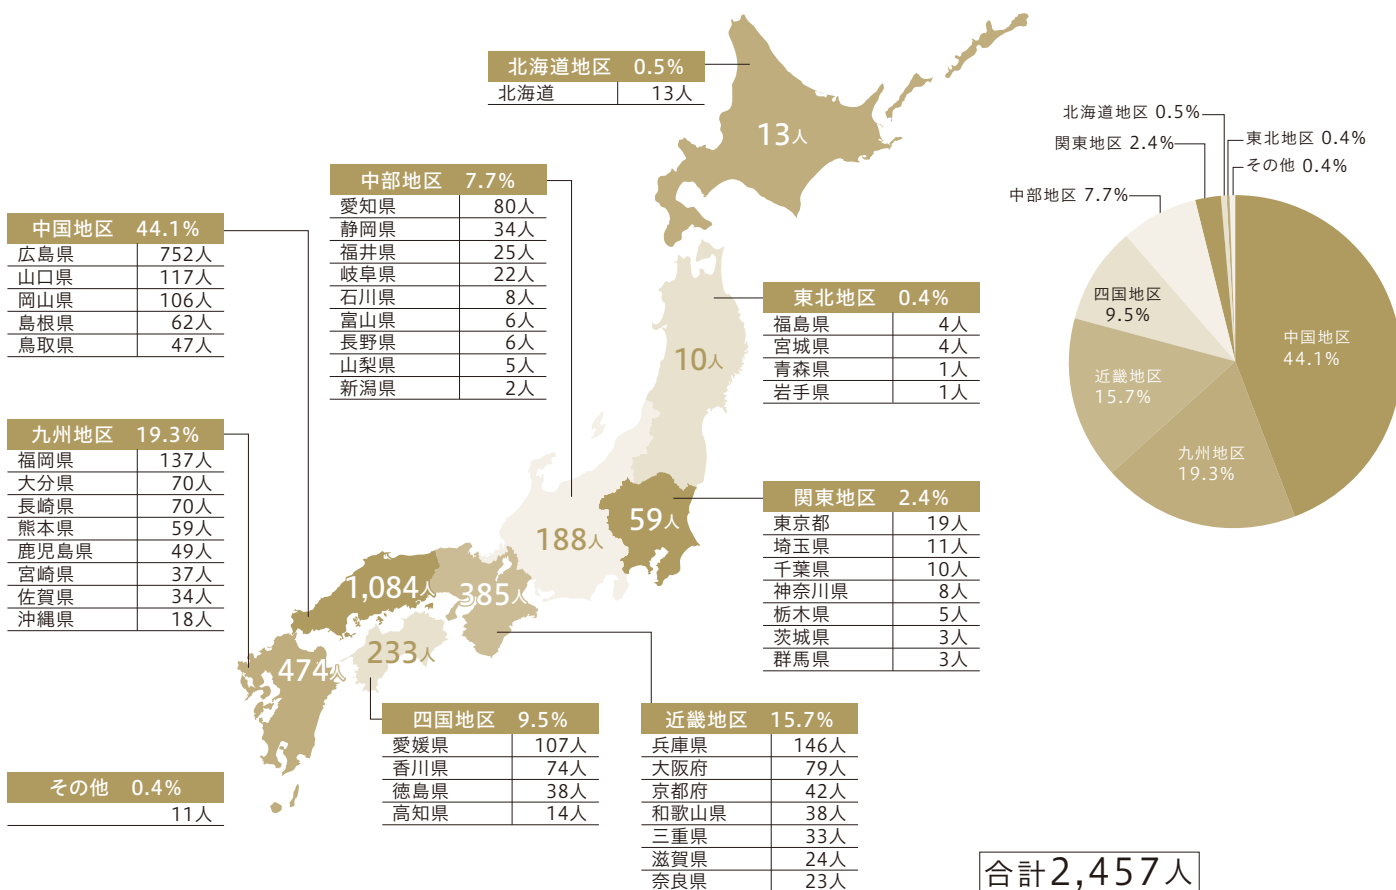 北海道地区 0.5%
北海道 13人
13人
中部地区 7.7%
愛知県 80人
静岡県 34人
福井県 25人
岐阜県 22人
石川県 8人
富山県 6人
長野県 6人
山梨県 5人
新潟県 2人
中国地区 44.1%
広島県 752人
山口県 117人
岡山県 106人
島根県 62人
鳥取県 47人
東北地区 0.4%
福島県 4人
宮城県 4人
青森県 1人
岩手県 1人
10人
九州地区 19.3%
福岡県 137人
大分県 70人
長崎県 70人
熊本県 59人
鹿児島県 49人
宮崎県 37人
佐賀県 34人
沖縄県 18人
関東地区 2.4%
東京都 19人
埼玉県 11人
千葉県 10人
神奈川県 8人
栃木県 5人
茨城県 3人
群馬県 3人
59人
188人
1,084人
385人
233人
474人
四国地区 9.5%
愛媛県 107人
香川県 74人
徳島県 38人
高知県 14人
近畿地区 15.7%
兵庫県 146人
大阪府 79人
京都府 42人
和歌山県 38人
三重県 33人
滋賀県 24人
奈良県 23人
その他 0.4%
11人
北海道地区 0.5%
東北地区 0.4%
関東地区 2.4%
その他 0.4%
中部地区 7.7%
四国地区
9.5%
中国地区
44.1%
近畿地区
15.7%
九州地区
19.3%
合計2,457人